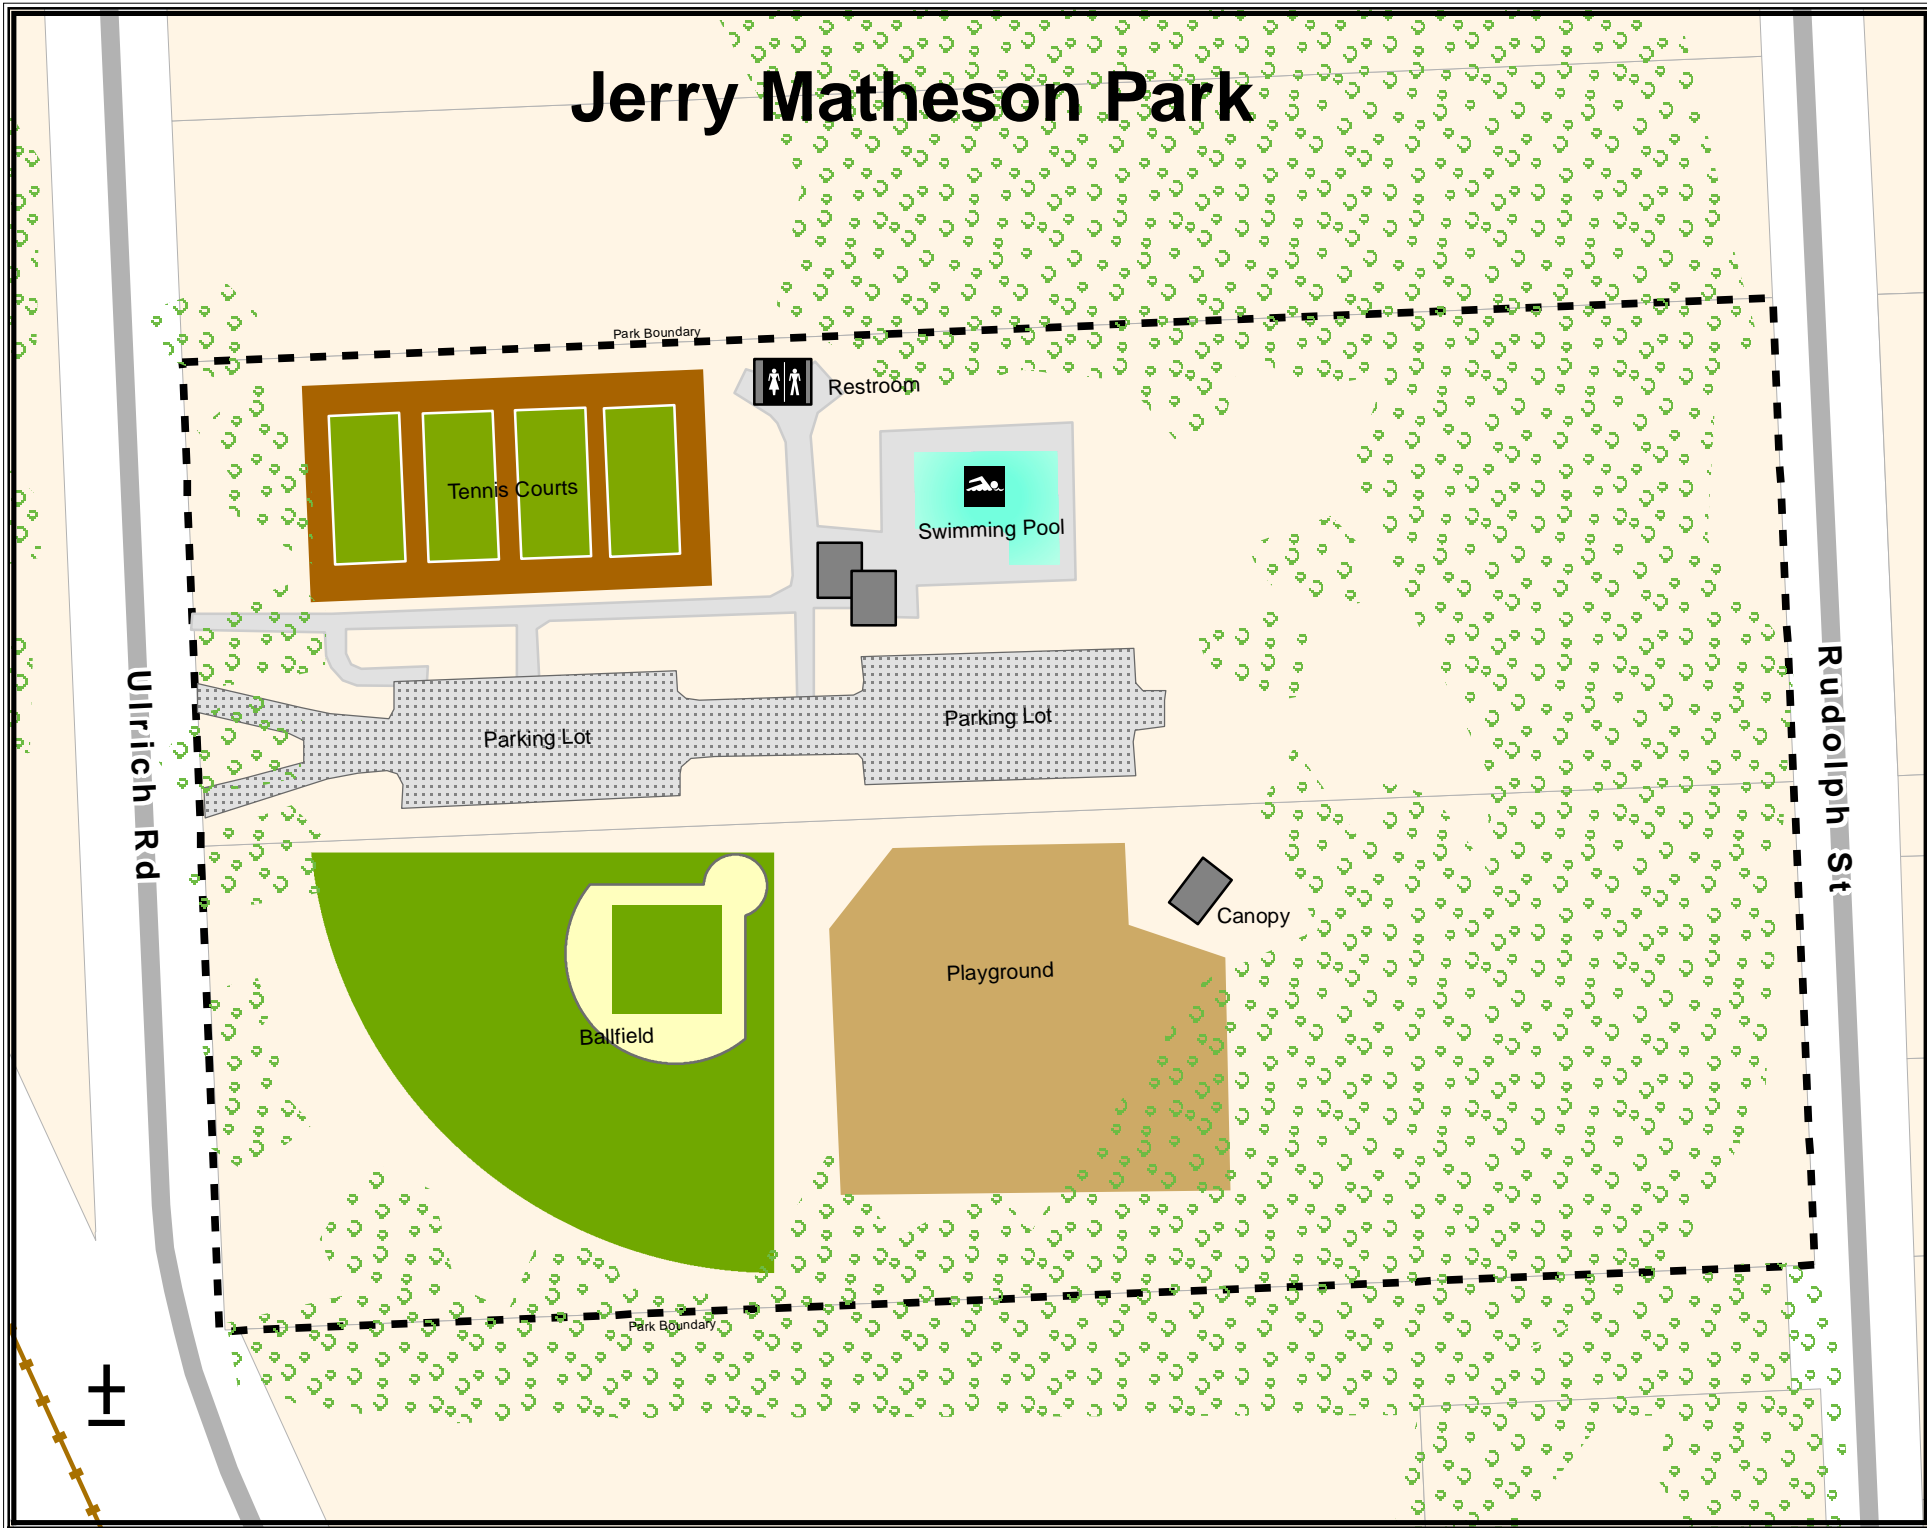 Jerry Matheson Park
Park Boundary
Restroom
Tennis Courts
Swimming Pool
Ulrich Rd
Rudolph St
Parking Lot
Parking Lot
Canopy
Playground
Ballfield
Park Boundary
±